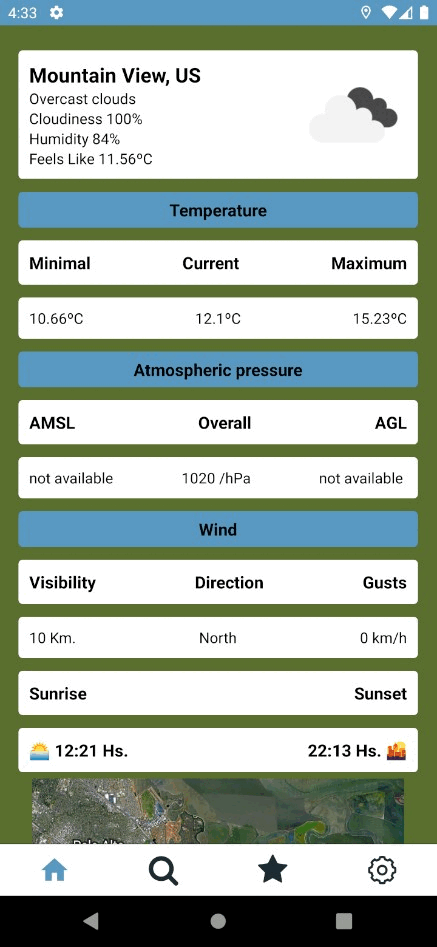 4:33
Mountain View, US
Overcast clouds
Cloudiness 100%
Humidity 84%
Feels Like 11.56ºC
Temperature
Minimal Current Maximum
10.66ºC 12.1ºC 15.23ºC
Atmospheric pressure
AMSL Overall AGL
not available 1020 /hPa not available
Wind
Visibility Direction Gusts
10 Km. North 0 km/h
Sunrise Sunset
12:21 Hs. 22:13 Hs.
Palo Alto